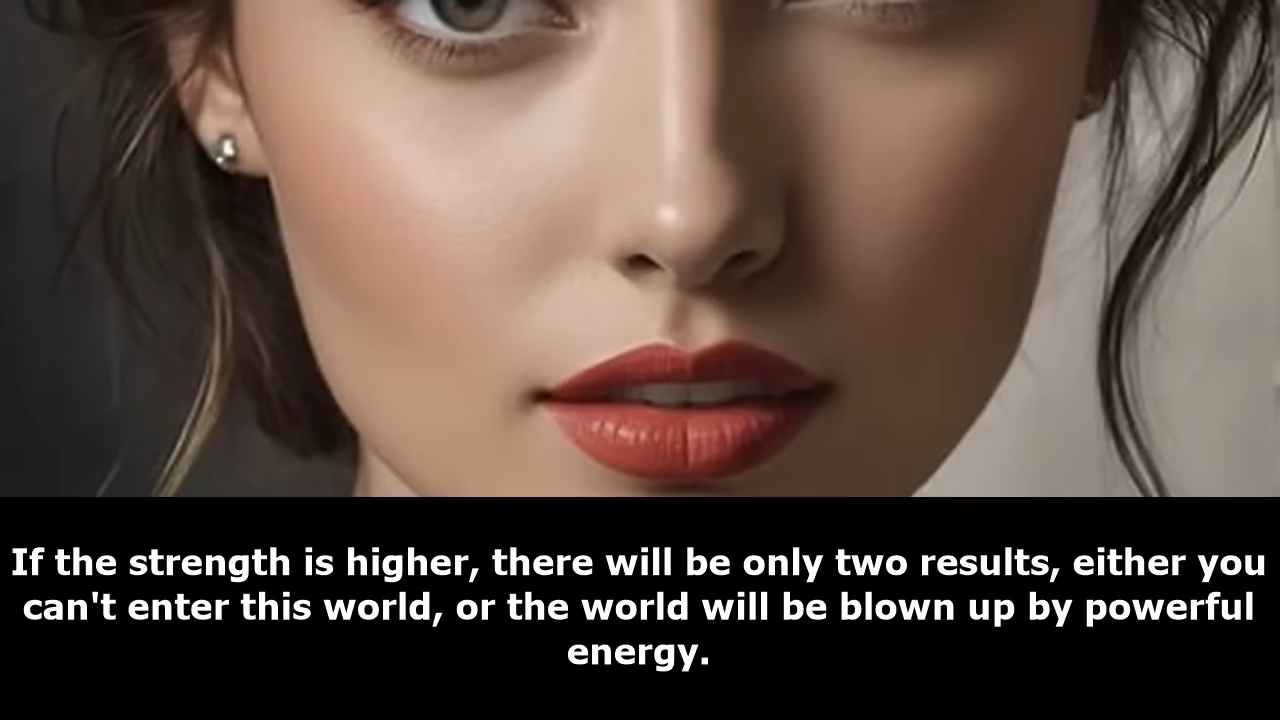 If the strength is higher, there will be only two results, either you
can't enter this world, or the world will be blown up by powerful
energy.